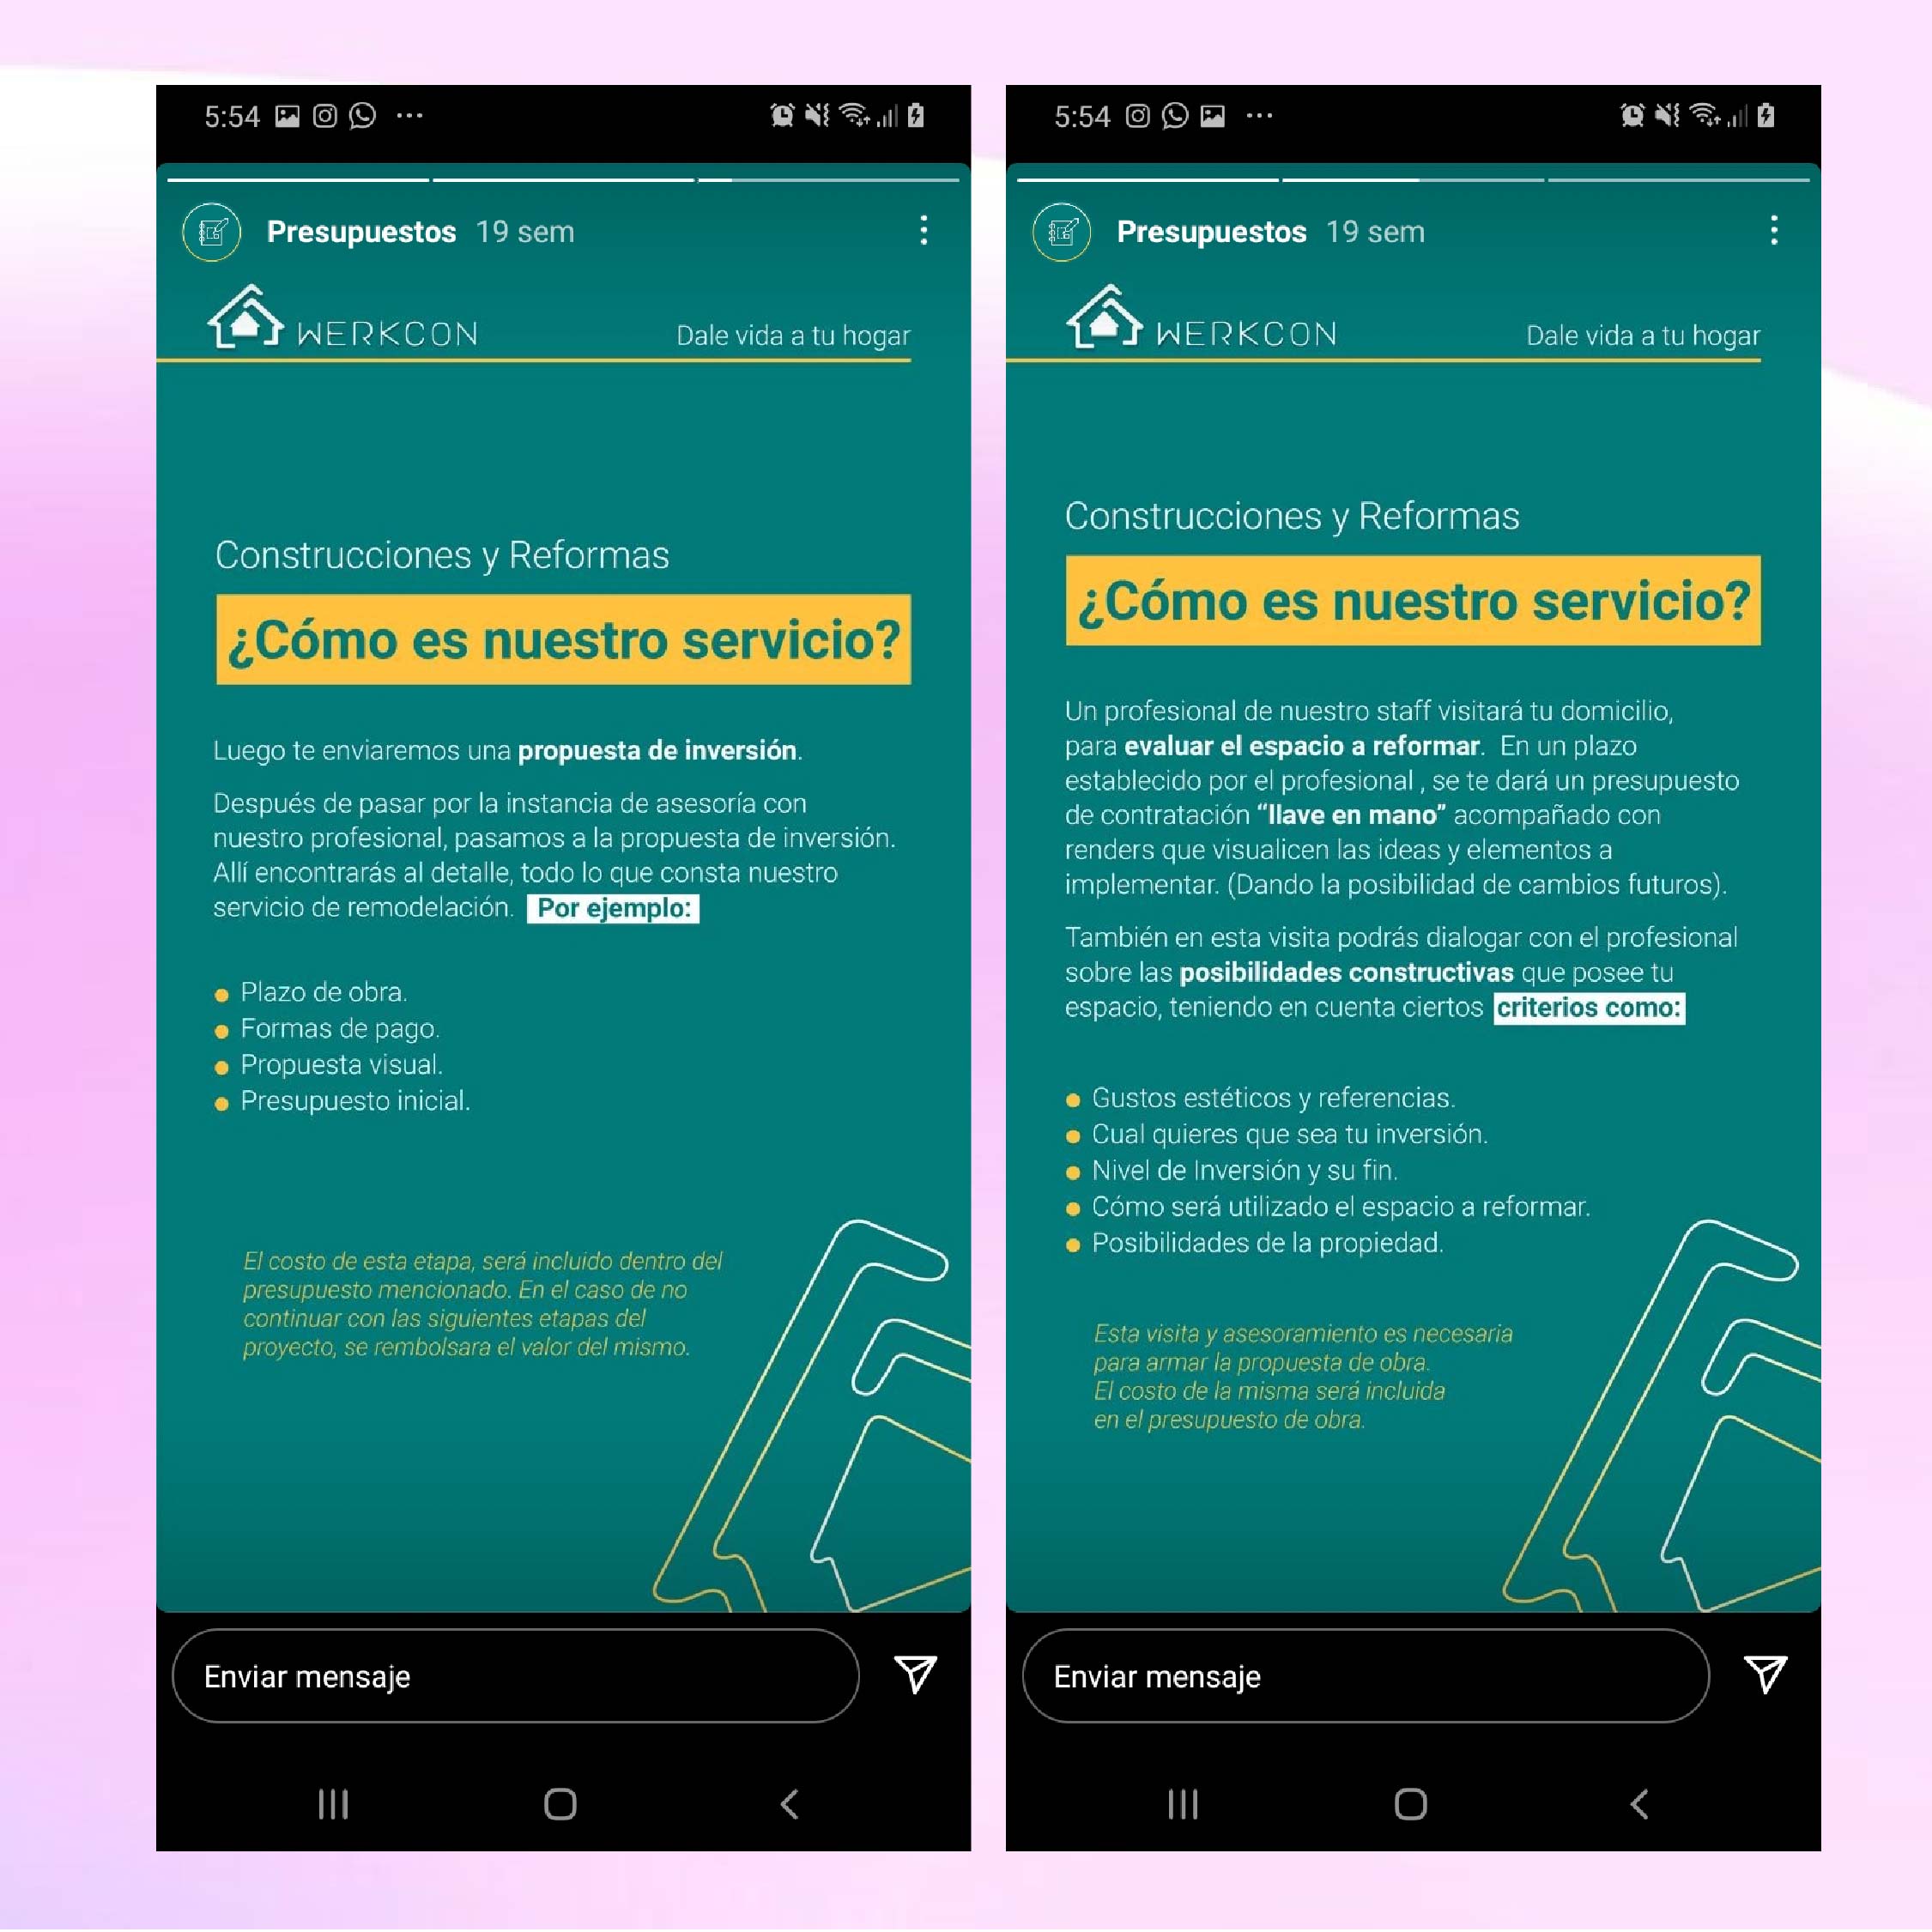 5:54
Presupuestos 19 sem
WERKCON
Dale vida a tu hogar
Construcciones y Reformas
¿Cómo es nuestro servicio?
Luego te enviaremos una propuesta de inversión.
Después de pasar por la instancia de asesoría con
nuestro profesional, pasamos a la propuesta de inversión.
Allí encontrarás al detalle, todo lo que consta nuestro
servicio de remodelación. Por ejemplo:
Plazo de obra.
Formas de pago.
Propuesta visual.
Presupuesto inicial.
El costo de esta etapa, será incluido dentro del
presupuesto mencionado. En el caso de no
continuar con las siguientes etapas del
proyecto, se rembolsara el valor del mismo.
Enviar mensaje
5:54
Presupuestos 19 sem
WERKCON
Dale vida a tu hogar
Construcciones y Reformas
¿Cómo es nuestro servicio?
Un profesional de nuestro staff visitará tu domicilio,
para evaluar el espacio a reformar. En un plazo
establecido por el profesional , se te dará un presupuesto
de contratación “llave en mano” acompañado con
renders que visualicen las ideas y elementos a
implementar. (Dando la posibilidad de cambios futuros).
También en esta visita podrás dialogar con el profesional
sobre las posibilidades constructivas que posee tu
espacio, teniendo en cuenta ciertos criterios como:
Gustos estéticos y referencias.
Cual quieres que sea tu inversión.
Nivel de Inversión y su fin.
Cómo será utilizado el espacio a reformar.
Posibilidades de la propiedad.
Esta visita y asesoramiento es necesaria
para armar la propuesta de obra.
El costo de la misma será incluida
en el presupuesto de obra.
Enviar mensaje